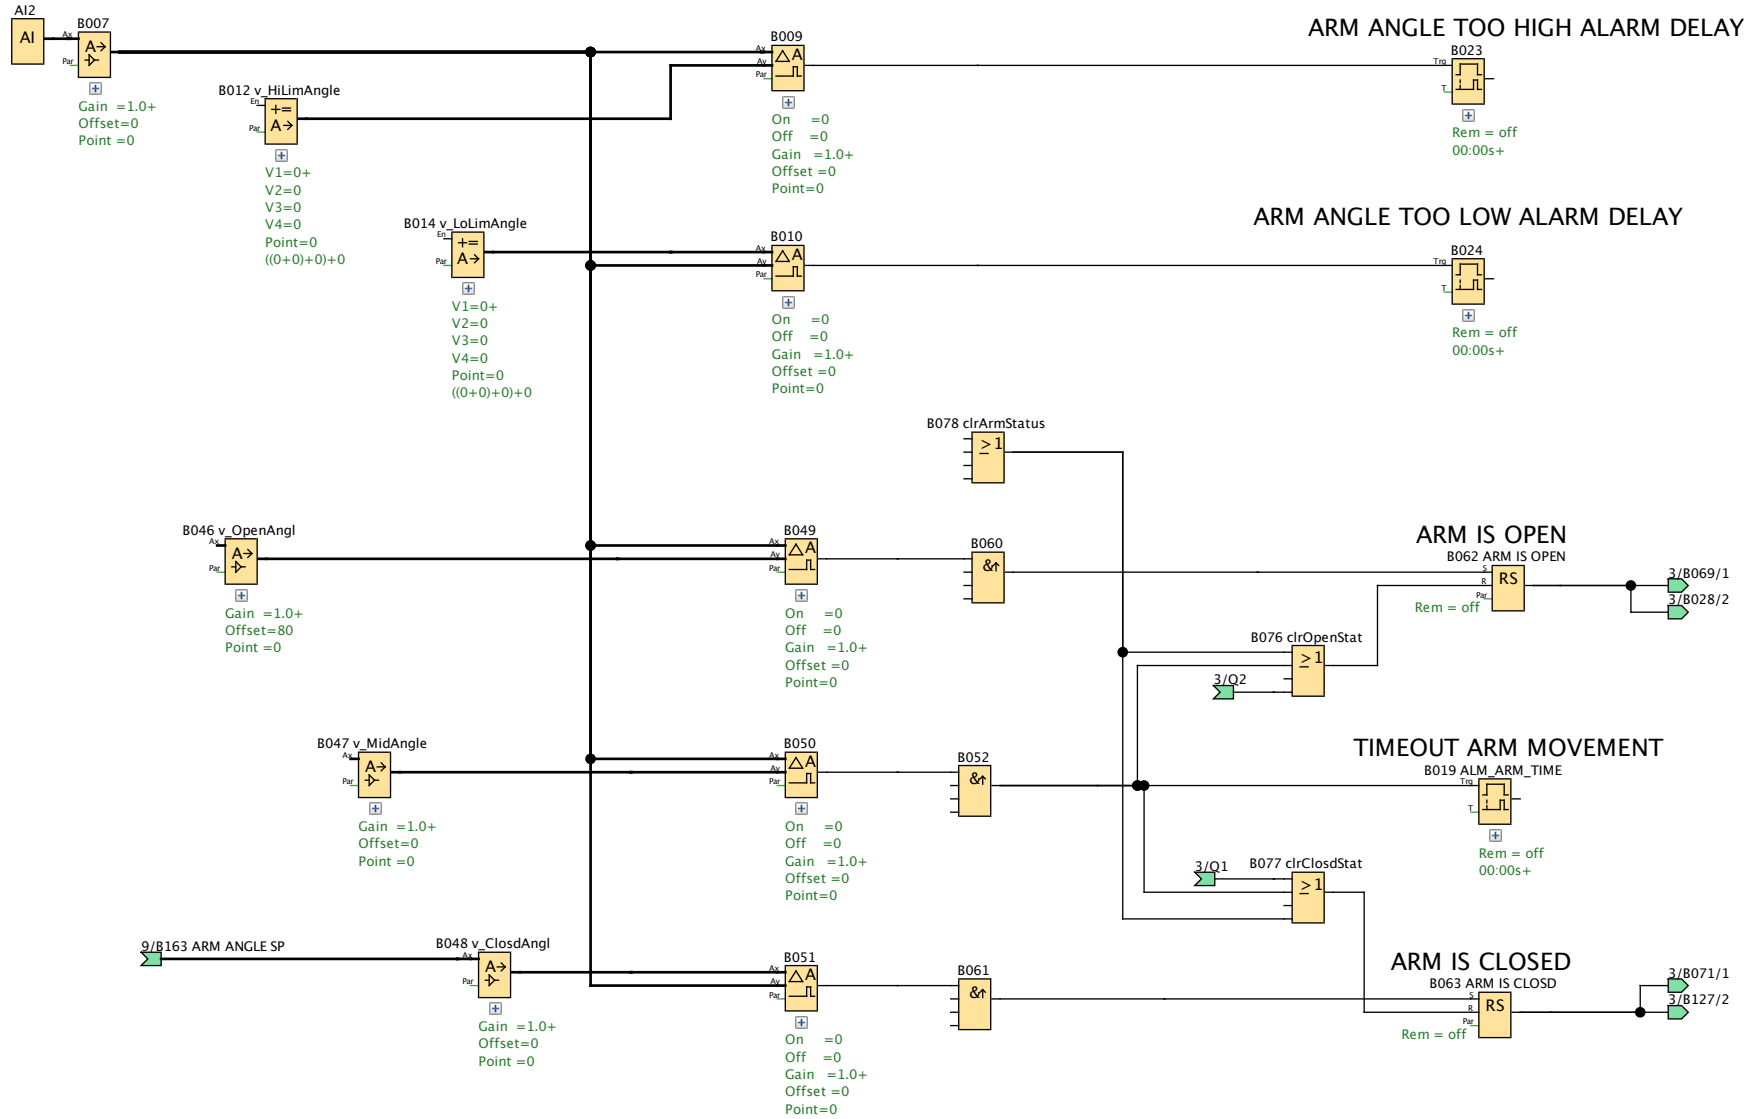 AI2
AI
B007
Ax
Par
A→
Gain =1.0+
Offset=0
Point =0
B012 v_HiLimAngle
En
Par
+=
A→
V1=0+
V2=0
V3=0
V4=0
Point=0
((0+0)+0)+0
B014 v_LoLimAngle
En
Par
+=
A→
V1=0+
V2=0
V3=0
V4=0
Point=0
((0+0)+0)+0
B009
Ax
Ay
Par
△A
On =0
Off =0
Gain =1.0+
Offset =0
Point=0
ARM ANGLE TOO HIGH ALARM DELAY
B023
Trg
T
Rem = off
00:00s+
B010
Ax
Ay
Par
△A
On =0
Off =0
Gain =1.0+
Offset =0
Point=0
ARM ANGLE TOO LOW ALARM DELAY
B024
Trg
T
Rem = off
00:00s+
B078 clrArmStatus
≥1
B046 v_OpenAngl
Ax
Par
A→
Gain =1.0+
Offset=80
Point =0
B049
Ax
Ay
Par
△A
On =0
Off =0
Gain =1.0+
Offset =0
Point=0
B060
&↑
ARM IS OPEN
B062 ARM IS OPEN
S
R
Par
RS
Rem = off
3/B069/1
3/B028/2
B076 clrOpenStat
≥1
3/Q2
B047 v_MidAngle
Ax
Par
A→
Gain =1.0+
Offset=0
Point =0
B050
Ax
Ay
Par
△A
On =0
Off =0
Gain =1.0+
Offset =0
Point=0
B052
&↑
TIMEOUT ARM MOVEMENT
B019 ALM_ARM_TIME
Trg
T
Rem = off
00:00s+
3/Q1
B077 clrClosdStat
≥1
9/B163 ARM ANGLE SP
B048 v_ClosdAngl
Ax
Par
A→
Gain =1.0+
Offset=0
Point =0
B051
Ax
Ay
Par
△A
On =0
Off =0
Gain =1.0+
Offset =0
Point=0
B061
&↑
ARM IS CLOSED
B063 ARM IS CLOSD
S
R
Par
RS
Rem = off
3/B071/1
3/B127/2